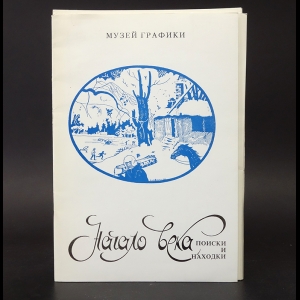 МУЗЕЙ ГРАФИКИ
Начало века
ПОИСКИ
И
НАХОДКИ